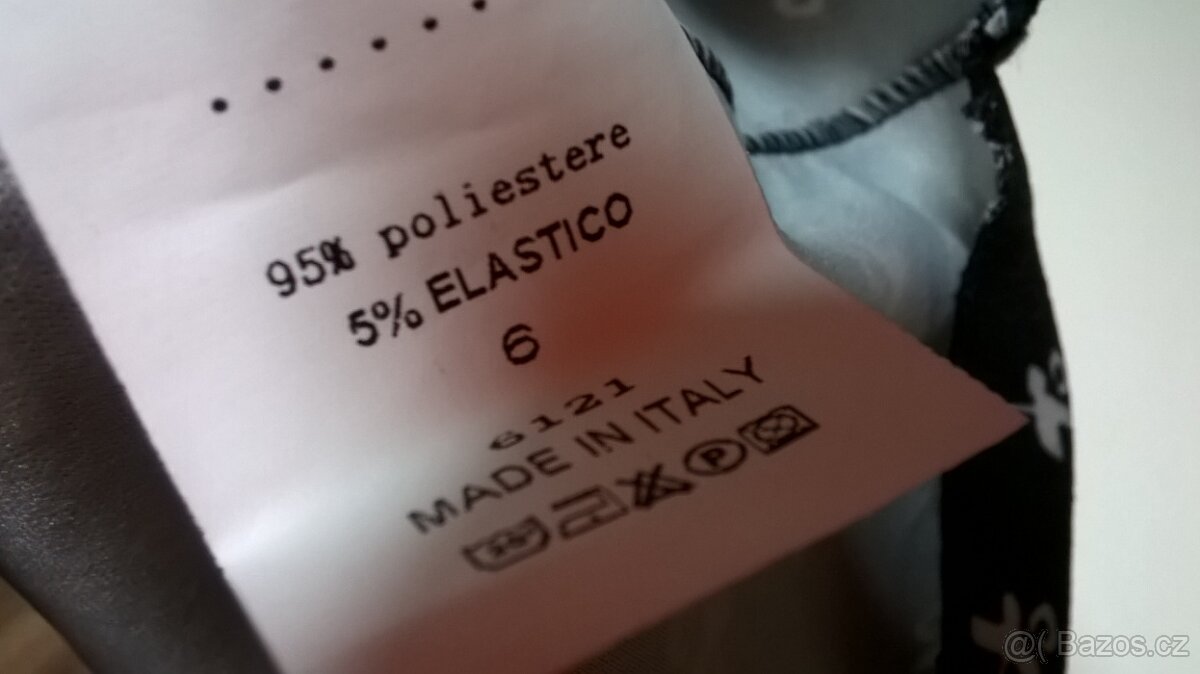 ......
95% poliestere
5% ELASTICO
6
6121
MADE IN ITALY
P
@( Bazos.cz